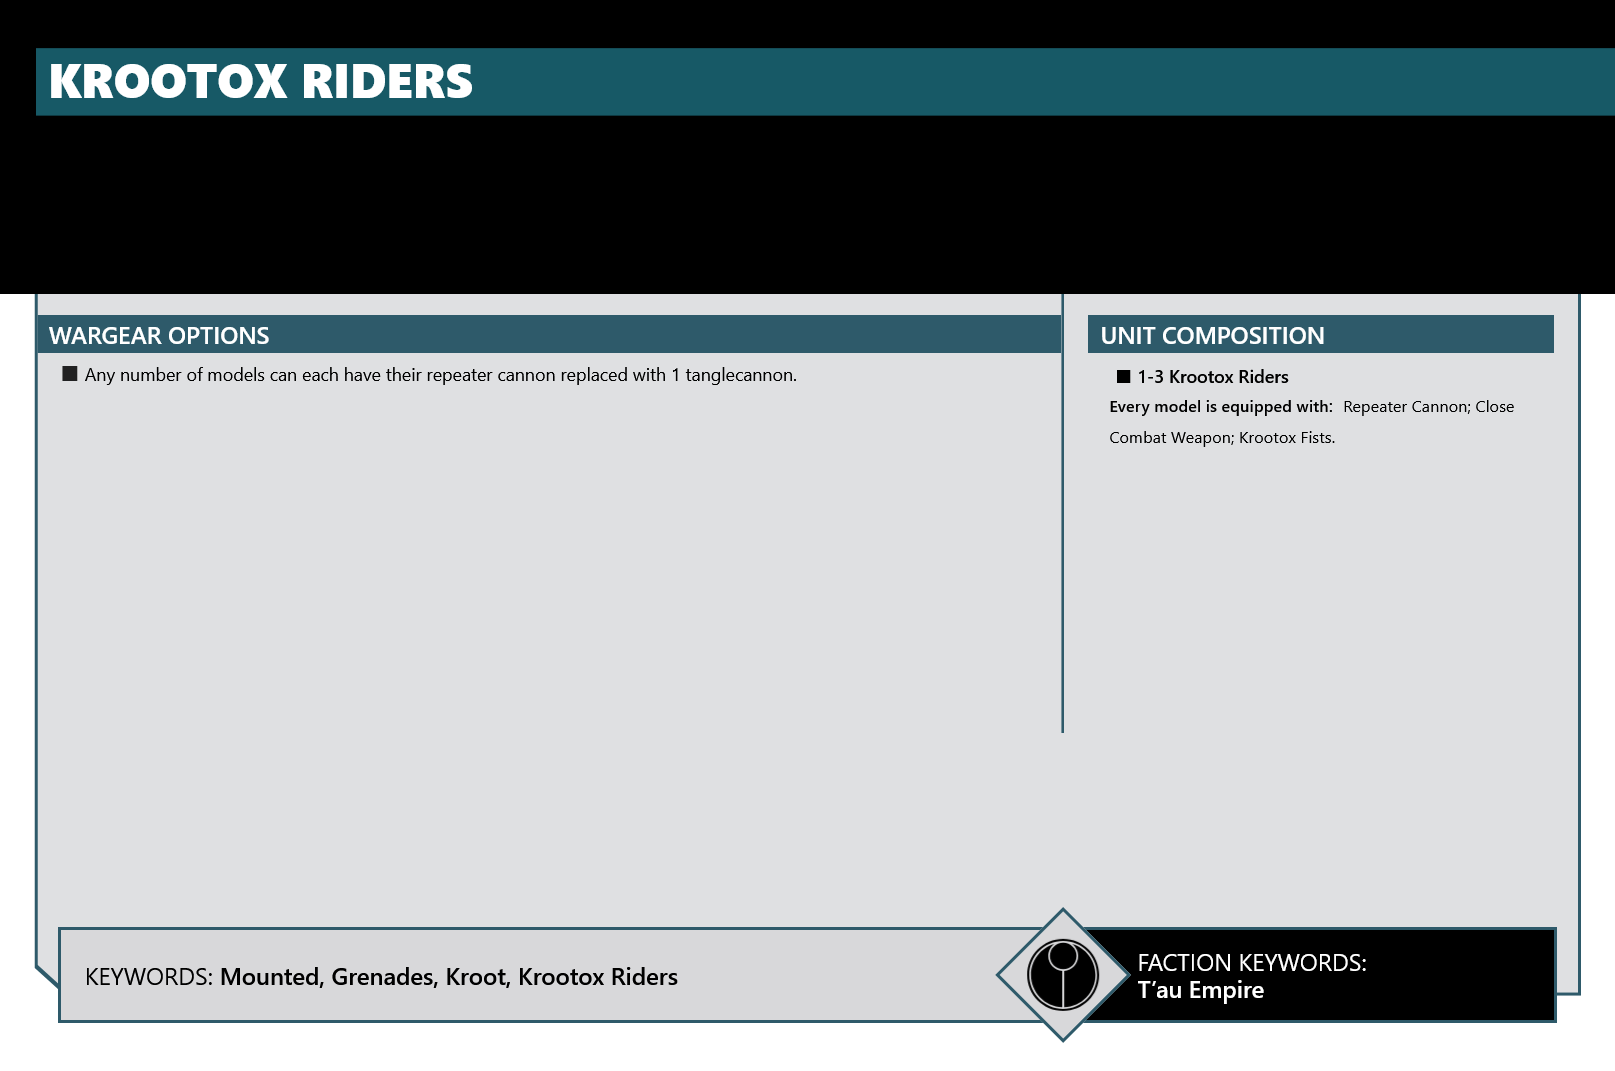 KROOTOX RIDERS
WARGEAR OPTIONS
■ Any number of models can each have their repeater cannon replaced with 1 tanglecannon.
UNIT COMPOSITION
■ 1-3 Krootox Riders
Every model is equipped with: Repeater Cannon; Close
Combat Weapon; Krootox Fists.
KEYWORDS: Mounted, Grenades, Kroot, Krootox Riders
FACTION KEYWORDS:
T’au Empire